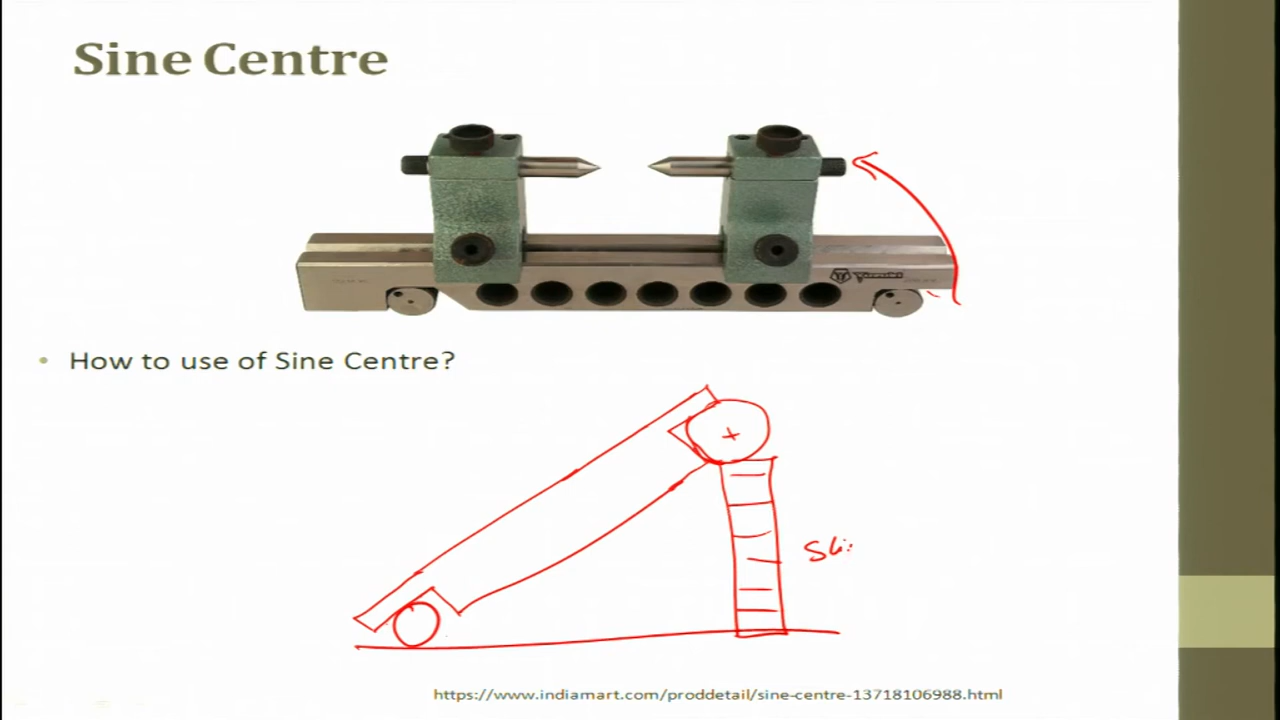 Sine Centre
• How to use of Sine Centre?
https://www.indiamart.com/proddetail/sine-centre-13718106988.html